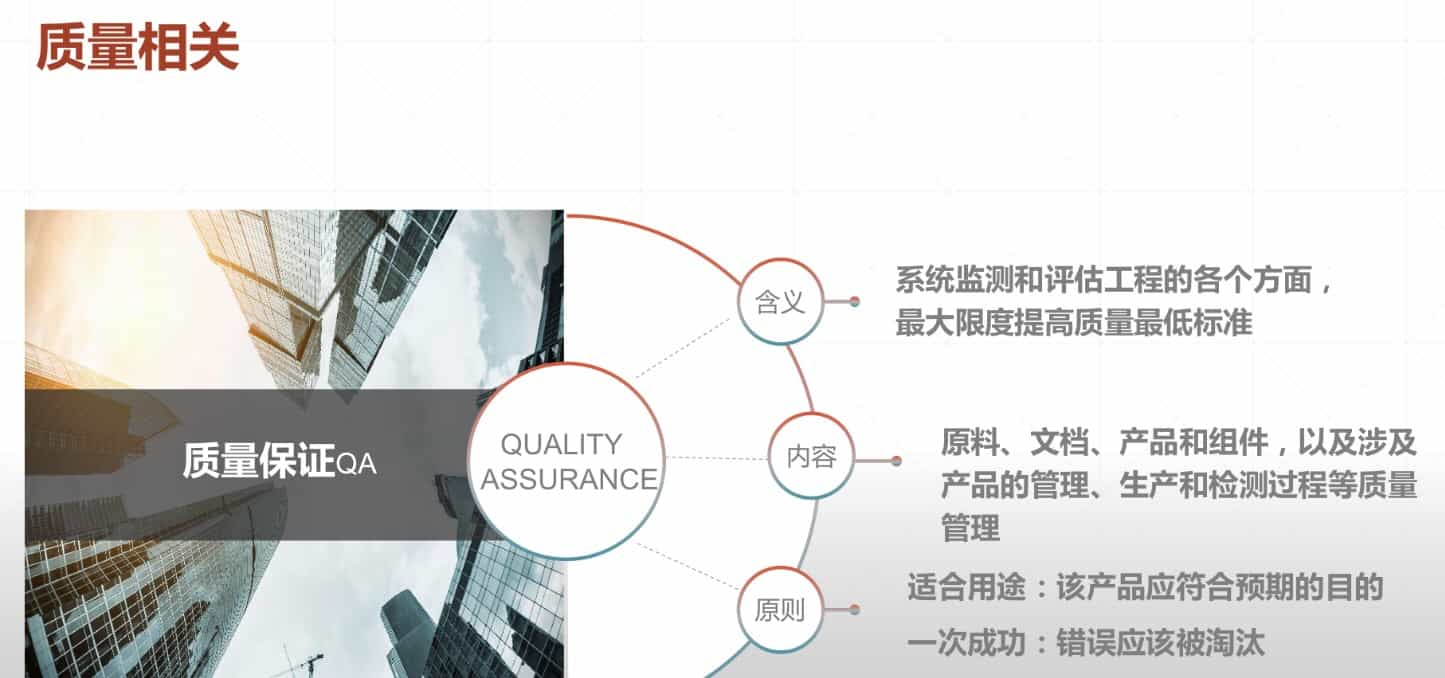 质量相关
质量保证QA
QUALITY
ASSURANCE
含义
系统监测和评估工程的各个方面，
最大限度提高质量最低标准
内容
原料、文档、产品和组件，以及涉及
产品的管理、生产和检测过程等质量
管理
原则
适合用途：该产品应符合预期的目的
一次成功：错误应该被淘汰